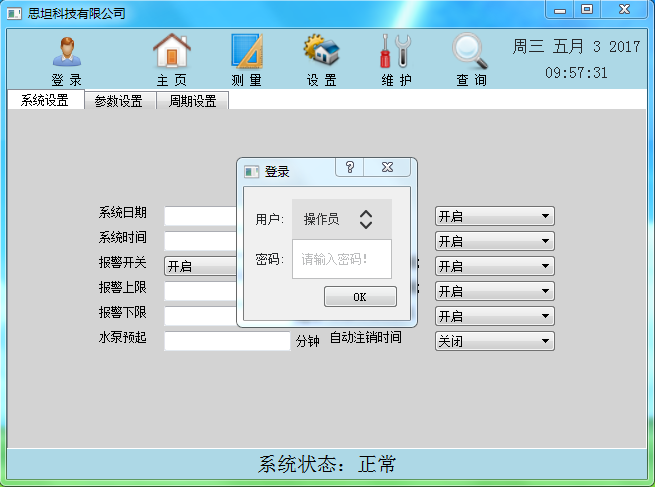 思坦科技有限公司
登 录
主 页
测 量
设 置
维 护
查 询
周三 五月 3 2017
09:57:31
系统设置
参数设置
周期设置
登录
用户:
操作员
密码:
请输入密码!
OK
系统日期
开启
系统时间
开启
报警开关
开启
开启
报警上限
开启
报警下限
开启
水泵预起
分钟
自动注销时间
关闭
系统状态: 正常